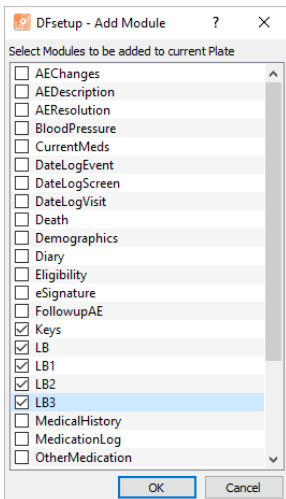 DFsetup - Add Module ? ×
Select Modules to be added to current Plate
AEChanges
AEDescription
AEResolution
BloodPressure
CurrentMeds
DateLogEvent
DateLogScreen
DateLogVisit
Death
Demographics
Diary
Eligibility
eSignature
FollowupAE
Keys
LB
LB1
LB2
LB3
MedicalHistory
MedicationLog
OtherMedication
OK Cancel